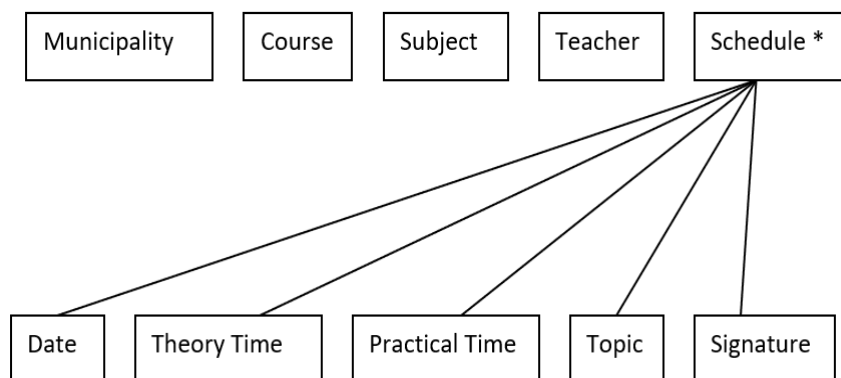 Municipality Course Subject Teacher Schedule *
Date Theory Time Practical Time Topic Signature